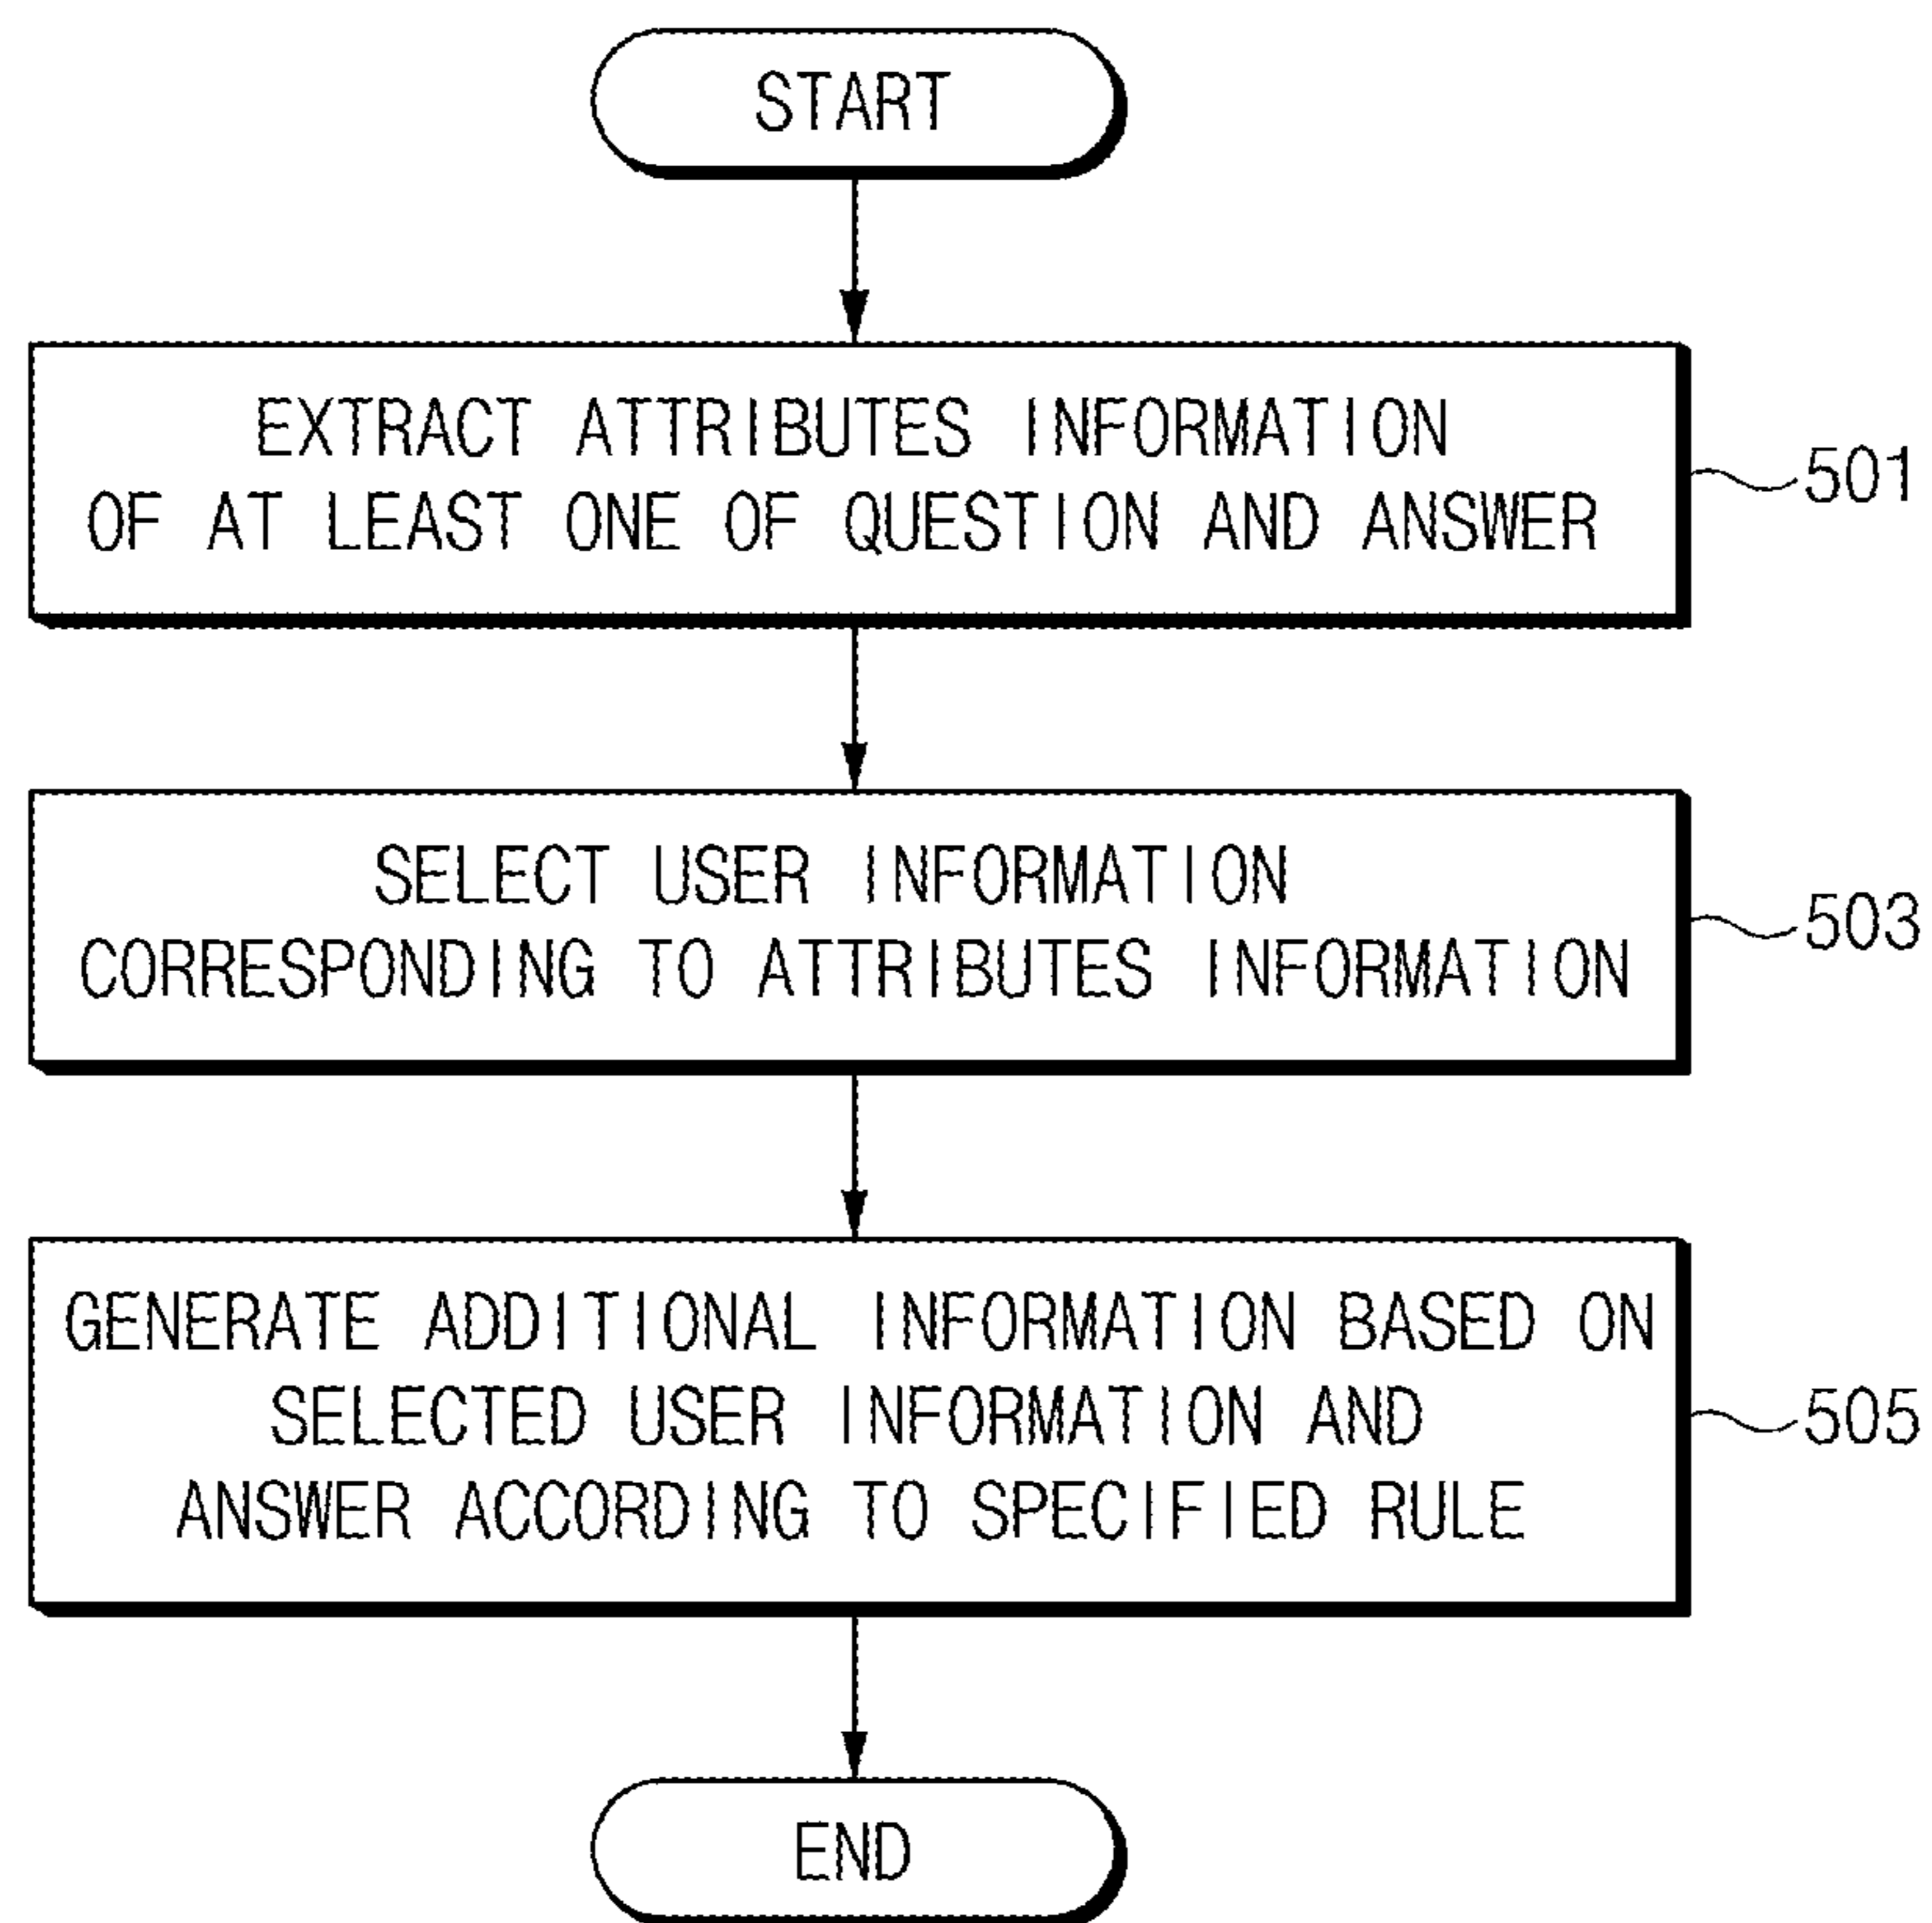 START
EXTRACT ATTRIBUTES INFORMATION
OF AT LEAST ONE OF QUESTION AND ANSWER
501
SELECT USER INFORMATION
CORRESPONDING TO ATTRIBUTES INFORMATION
503
GENERATE ADDITIONAL INFORMATION BASED ON
SELECTED USER INFORMATION AND
ANSWER ACCORDING TO SPECIFIED RULE
505
END